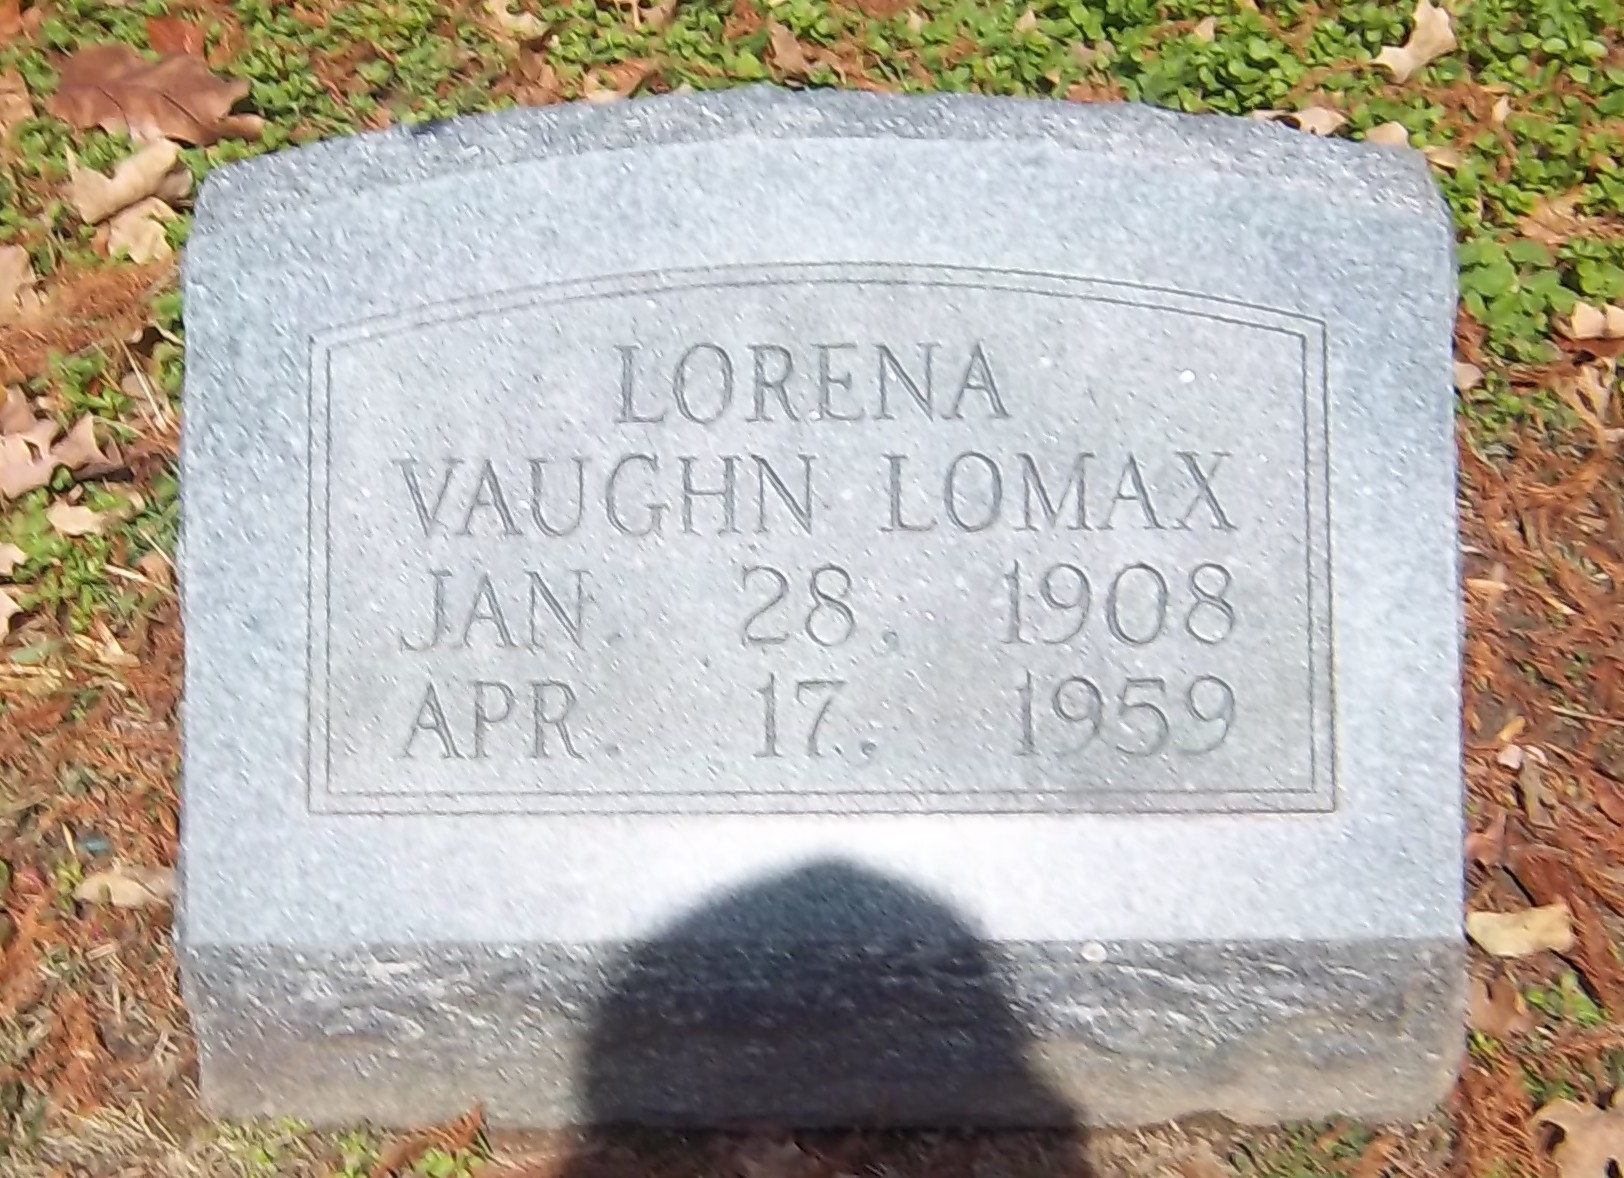 LORENA
VAUGHN LOMAX
JAN. 28, 1908
APR. 17, 1959